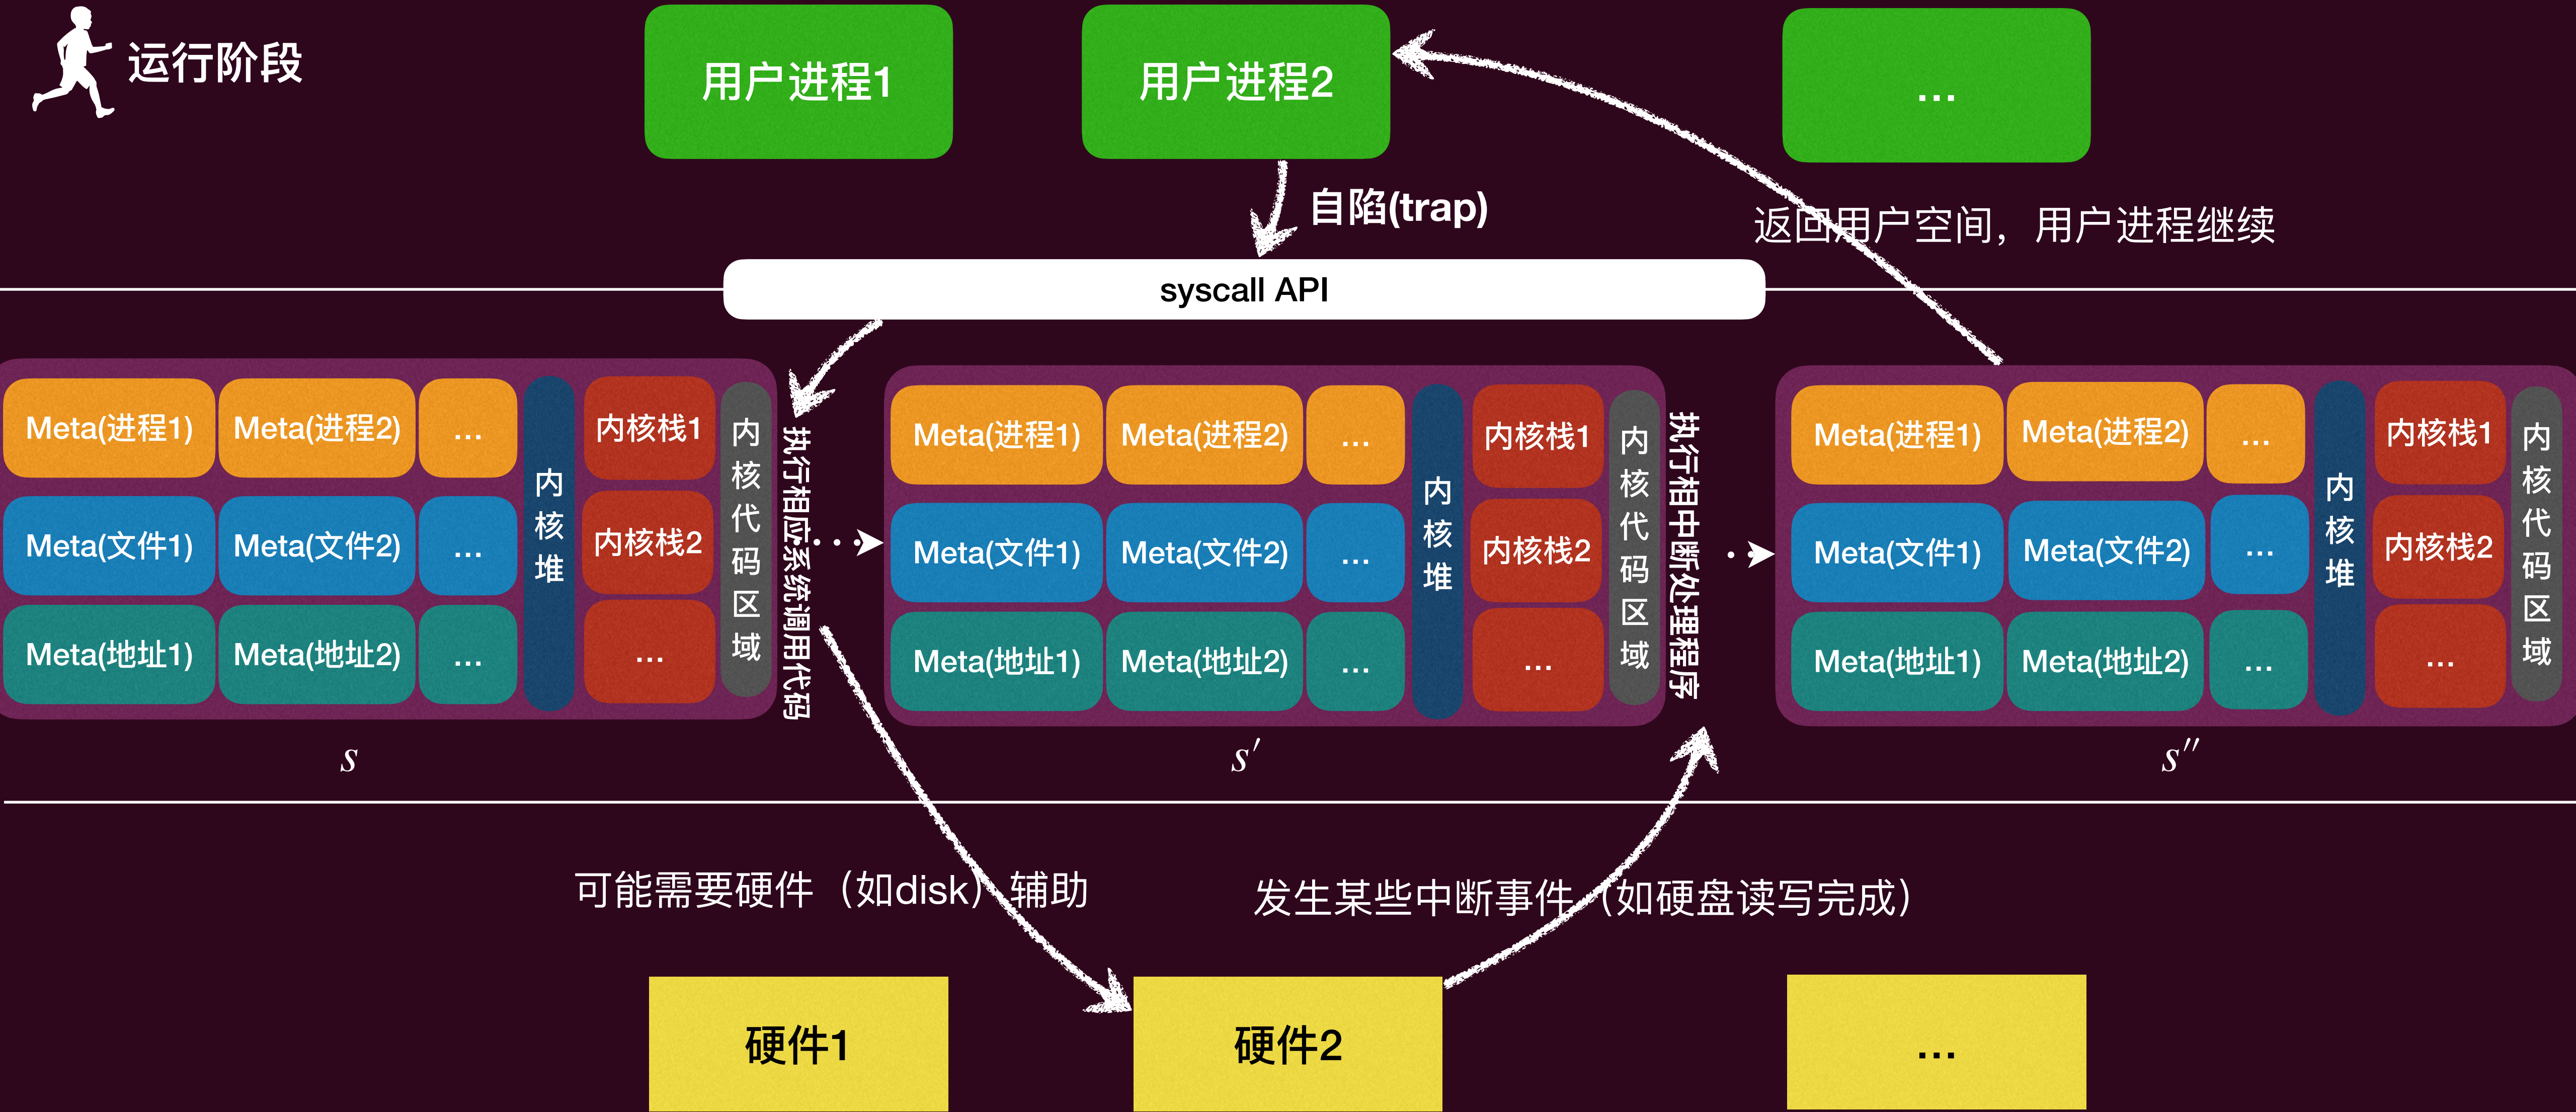 运行阶段
用户进程1
用户进程2
...
自陷(trap)
返回用户空间，用户进程继续
syscall API
Meta(进程1)
Meta(进程2)
...
Meta(文件1)
Meta(文件2)
...
Meta(地址1)
Meta(地址2)
...
内核堆
内核栈1
内核栈2
...
内核代码区域
s
执行相应系统调用代码
Meta(进程1)
Meta(进程2)
...
Meta(文件1)
Meta(文件2)
...
Meta(地址1)
Meta(地址2)
...
内核堆
内核栈1
内核栈2
...
内核代码区域
s′
执行相中断处理程序
Meta(进程1)
Meta(进程2)
...
Meta(文件1)
Meta(文件2)
...
Meta(地址1)
Meta(地址2)
...
内核堆
内核栈1
内核栈2
...
内核代码区域
s″
可能需要硬件（如disk）辅助
发生某些中断事件（如硬盘读写完成）
硬件1
硬件2
...